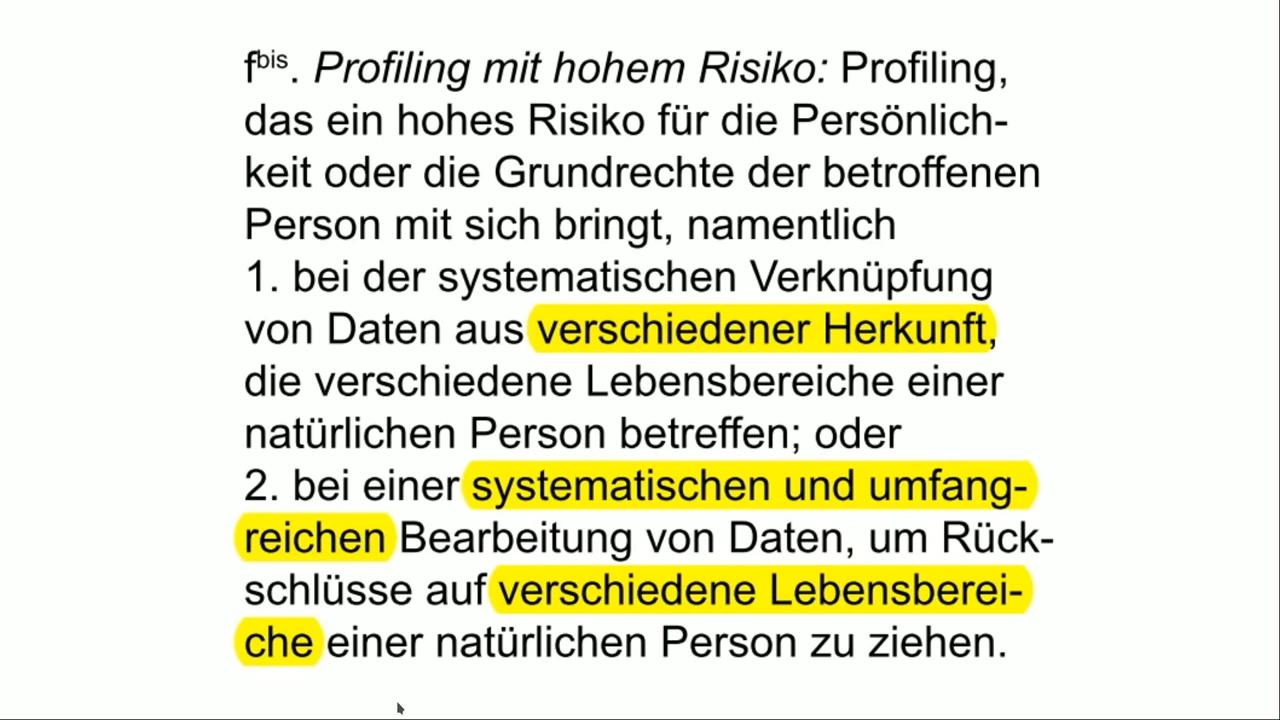 fbis. Profiling mit hohem Risiko: Profiling,
das ein hohes Risiko für die Persönlich-
keit oder die Grundrechte der betroffenen
Person mit sich bringt, namentlich
1. bei der systematischen Verknüpfung
von Daten aus verschiedener Herkunft,
die verschiedene Lebensbereiche einer
natürlichen Person betreffen; oder
2. bei einer systematischen und umfang-
reichen Bearbeitung von Daten, um Rück-
schlüsse auf verschiedene Lebensberei-
che einer natürlichen Person zu ziehen.